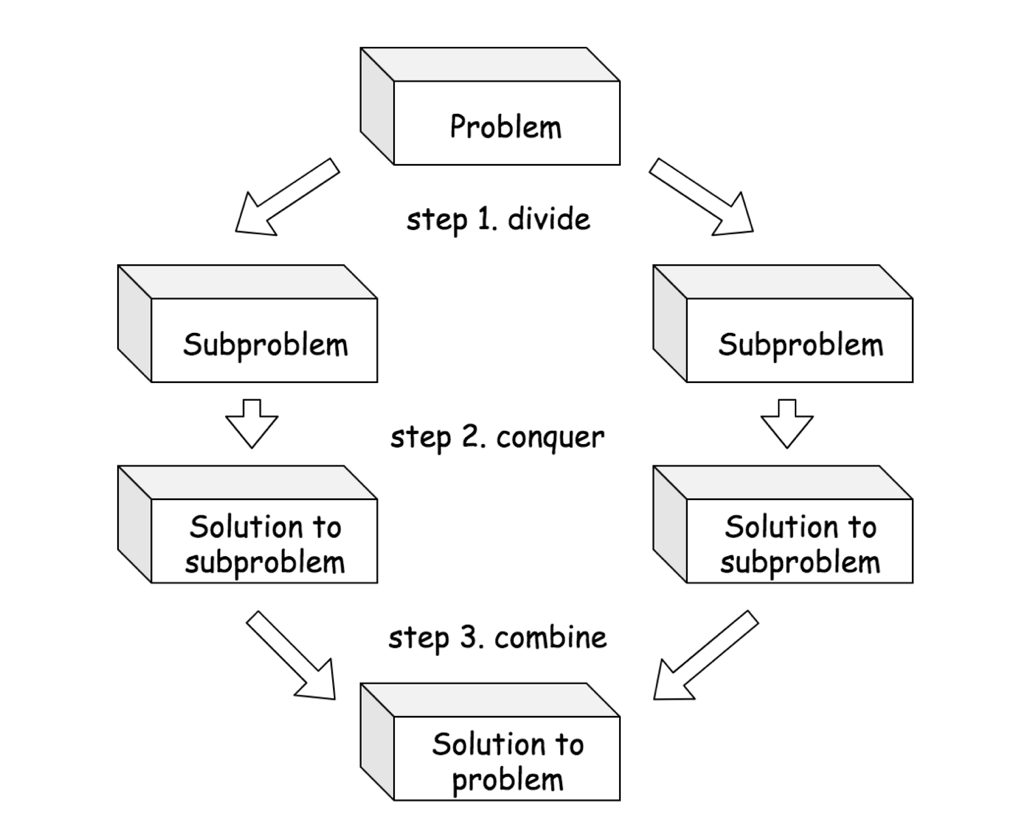 Problem
step 1. divide
Subproblem
Subproblem
step 2. conquer
Solution to
subproblem
Solution to
subproblem
step 3. combine
Solution to
problem